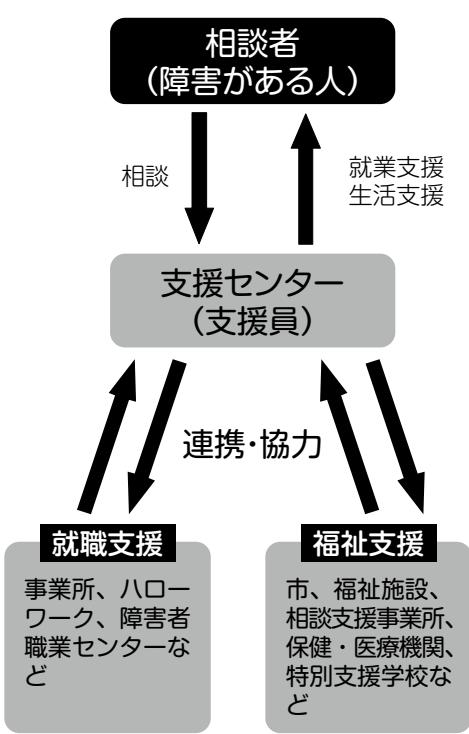 相談者
（障害がある人）
相談
就業支援
生活支援
支援センター
（支援員）
連携・協力
就職支援
事業所、ハロー
ワーク、障害者
職業センターな
ど
福祉支援
市、福祉施設、
相談支援事業所、
保健・医療機関、
特別支援学校な
ど